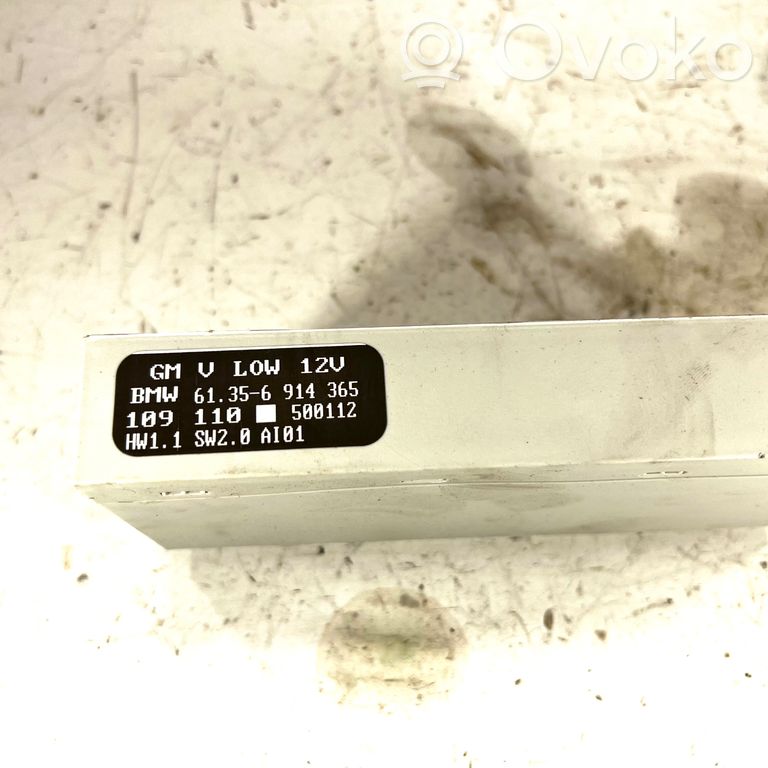 Ovoko
GM V LOW 12V
BMW 61.35-6 914 365
109 110 500112
HW1.1 SW2.0 AI01